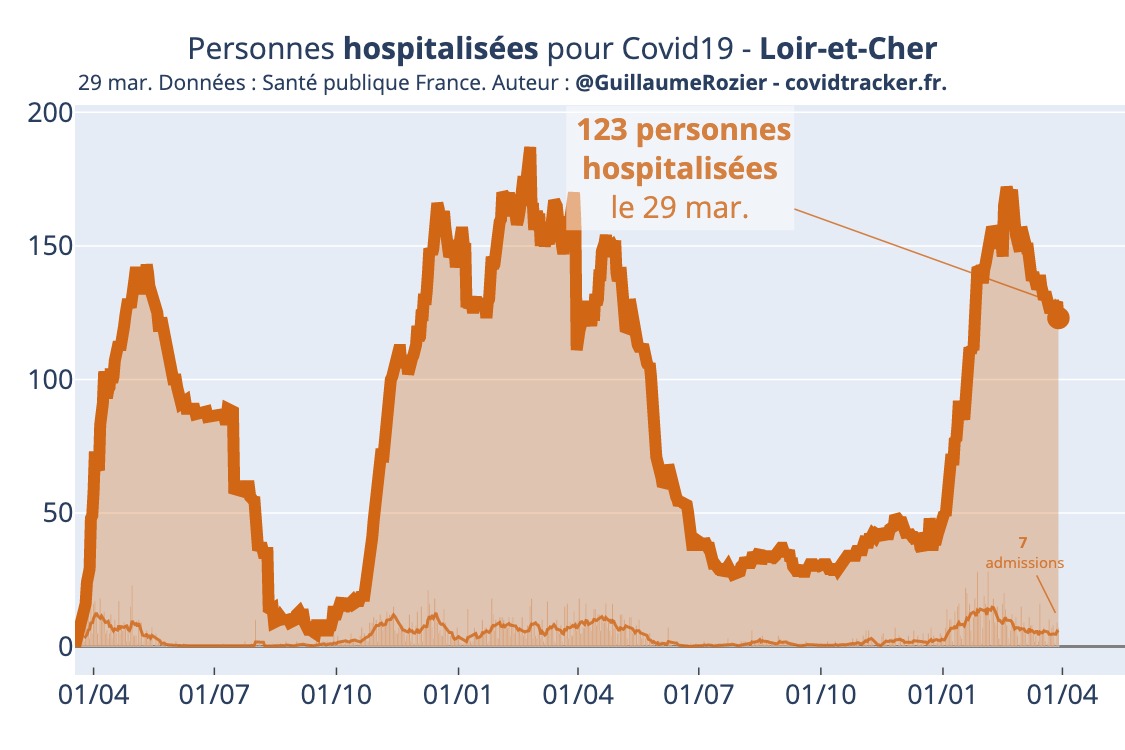 Personnes hospitalisées pour Covid19 - Loir-et-Cher
29 mar. Données : Santé publique France. Auteur : @GuillaumeRozier - covidtracker.fr.
200
123 personnes
hospitalisées
le 29 mar.
150
100
50
7
admissions
0
01/04 01/07 01/10 01/01 01/04 01/07 01/10 01/01 01/04